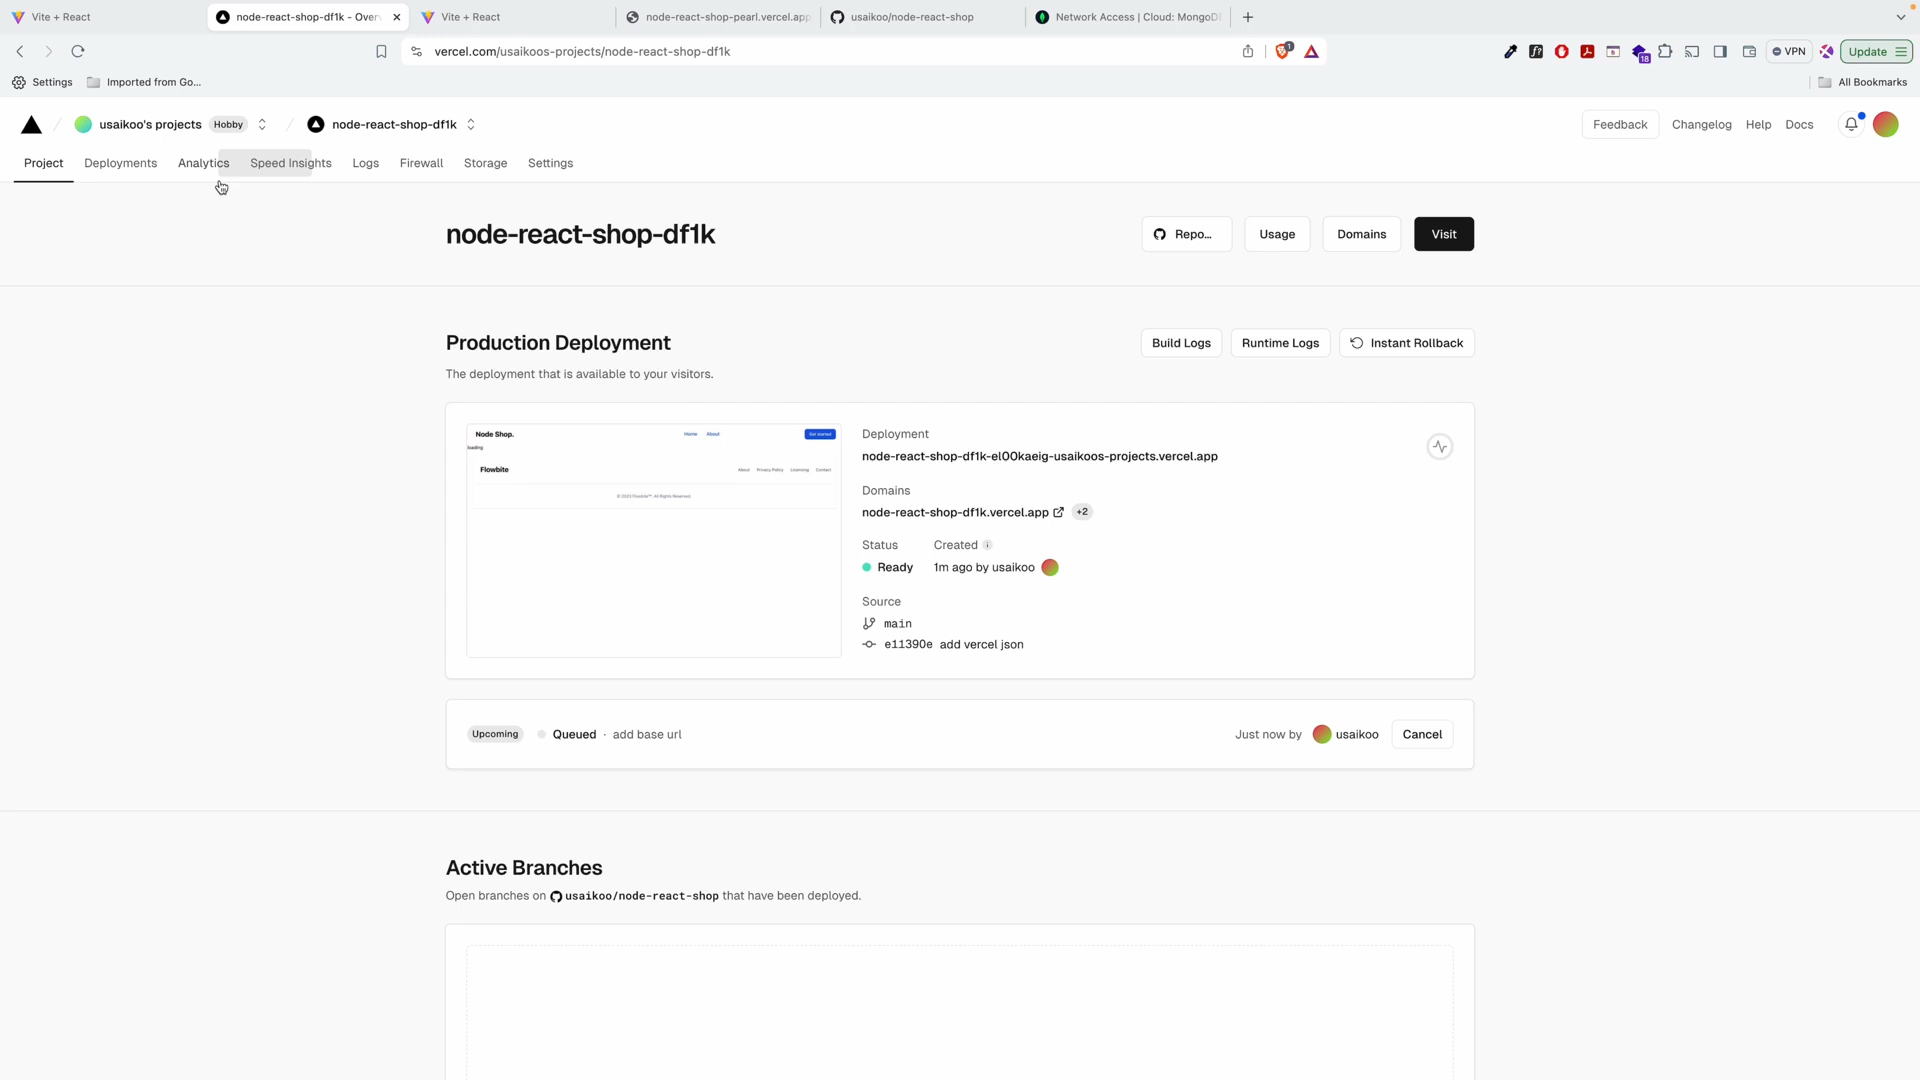 Vite + React
node-react-shop-df1k - Over
Vite + React
node-react-shop-pearl.vercel.app
usaikoo/node-react-shop
Network Access | Cloud: MongoDB
vercel.com/usaikoos-projects/node-react-shop-df1k
1
18
VPN
Update
Settings
Imported from Go...
All Bookmarks
usaikoo's projects
Hobby
node-react-shop-df1k
Feedback
Changelog
Help
Docs
Project
Deployments
Analytics
Speed Insights
Logs
Firewall
Storage
Settings
node-react-shop-df1k
Repo...
Usage
Domains
Visit
Production Deployment
Build Logs
Runtime Logs
Instant Rollback
The deployment that is available to your visitors.
Node Shop.
Home
About
Get started
loading
Flowbite
About
Privacy Policy
Licensing
Contact
© 2023 Flowbite™. All Rights Reserved.
Deployment
node-react-shop-df1k-el00kaeig-usaikoos-projects.vercel.app
Domains
node-react-shop-df1k.vercel.app
+2
Status
Created
Ready
1m ago by usaikoo
Source
main
e11390e add vercel json
Upcoming
Queued · add base url
Just now by
usaikoo
Cancel
Active Branches
Open branches on usaikoo/node-react-shop that have been deployed.